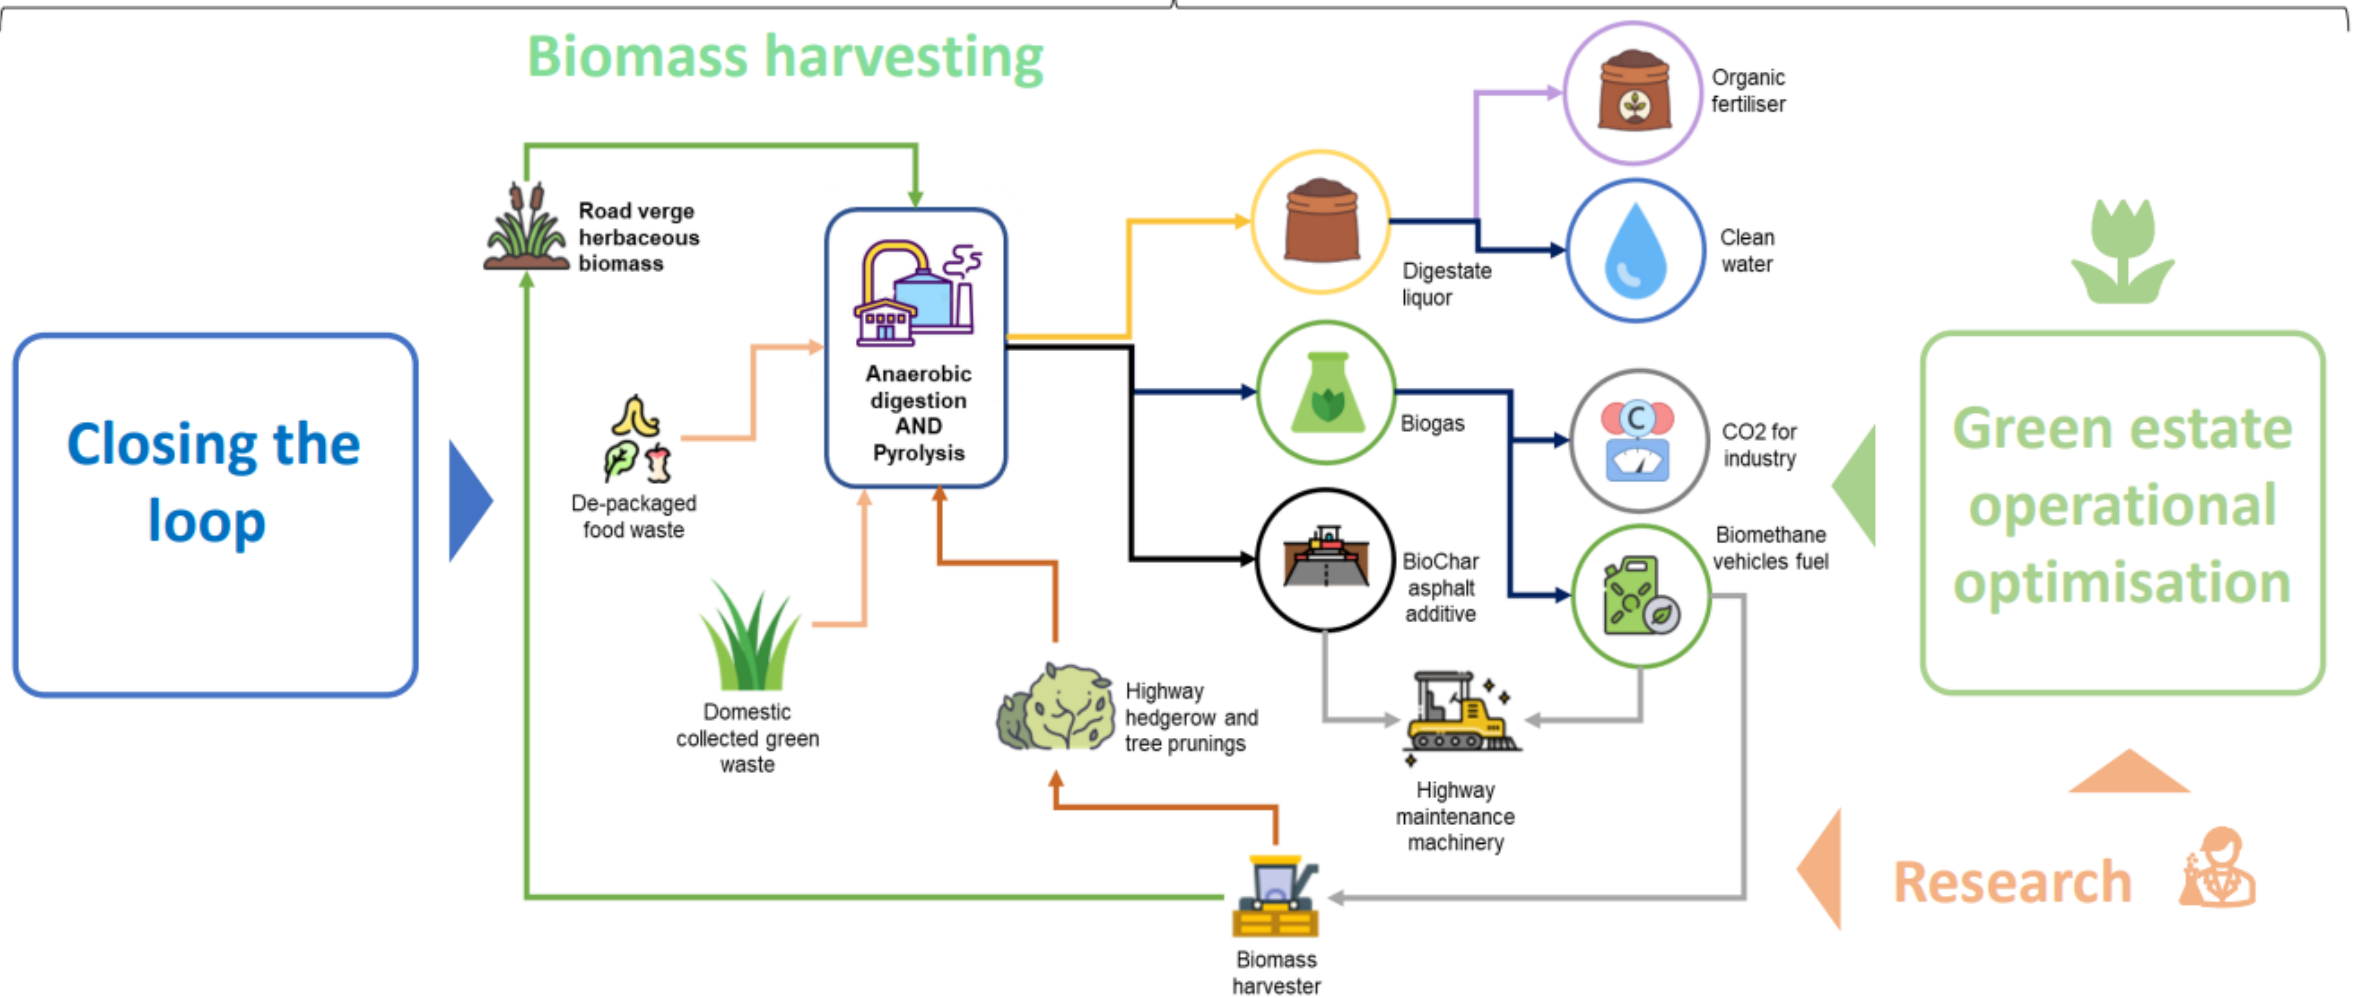 Biomass harvesting
Organic
fertiliser
Road verge
herbaceous
biomass
Clean
water
Digestate
liquor
Anaerobic
digestion
AND
Pyrolysis
Closing the
loop
De-packaged
food waste
Biogas
C
CO2 for
industry
Green estate
operational
optimisation
Biomethane
vehicles fuel
BioChar
asphalt
additive
Domestic
collected green
waste
Highway
hedgerow and
tree prunings
Highway
maintenance
machinery
Research
Biomass
harvester